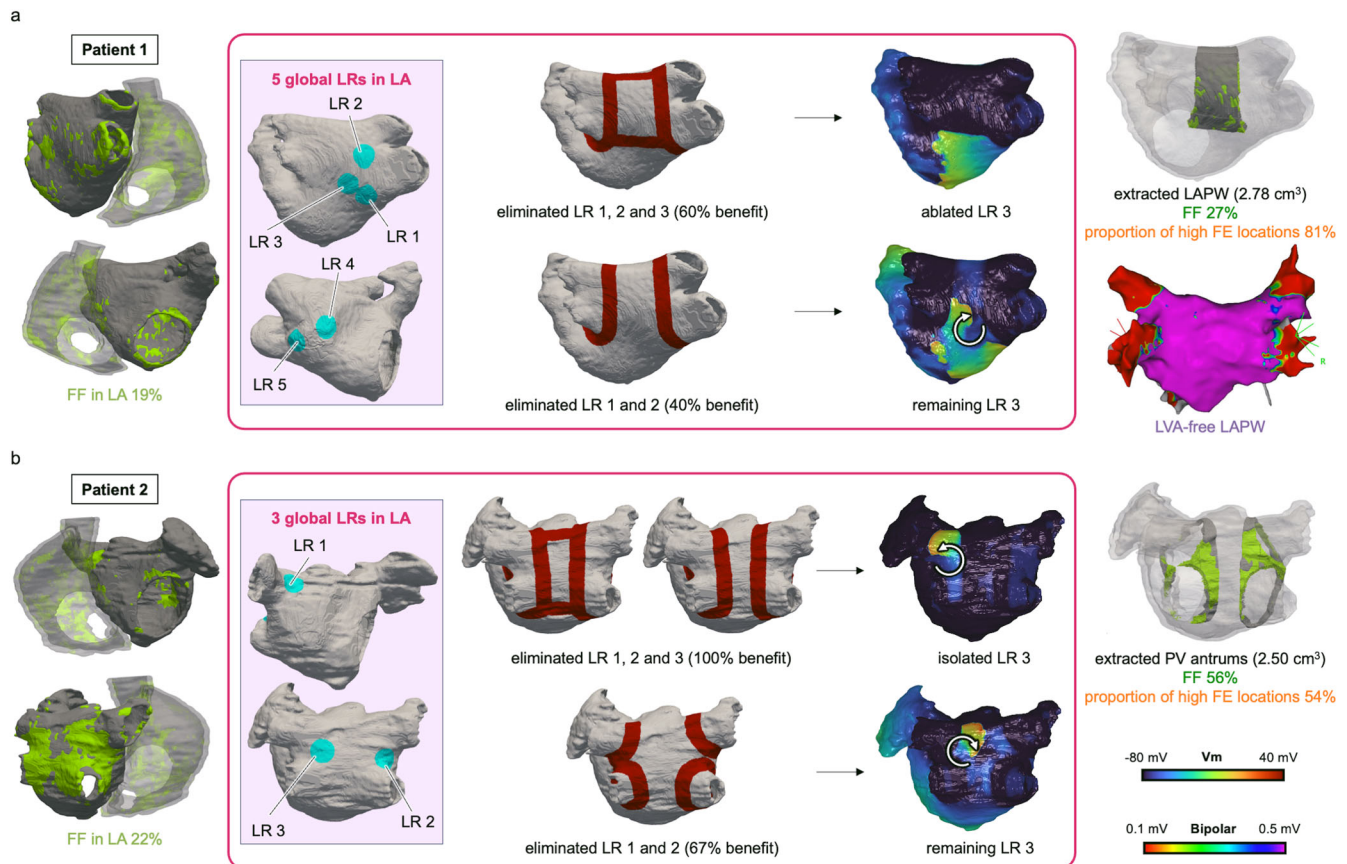 a
Patient 1
FF in LA 19%
5 global LRs in LA
LR 2
LR 3
LR 1
LR 4
LR 5
eliminated LR 1, 2 and 3 (60% benefit)
ablated LR 3
eliminated LR 1 and 2 (40% benefit)
remaining LR 3
extracted LAPW (2.78 cm³)
FF 27%
proportion of high FE locations 81%
R
LVA-free LAPW
b
Patient 2
FF in LA 22%
3 global LRs in LA
LR 1
LR 3
LR 2
eliminated LR 1, 2 and 3 (100% benefit)
isolated LR 3
eliminated LR 1 and 2 (67% benefit)
remaining LR 3
extracted PV antrums (2.50 cm³)
FF 56%
proportion of high FE locations 54%
-80 mV Vm 40 mV
0.1 mV Bipolar 0.5 mV